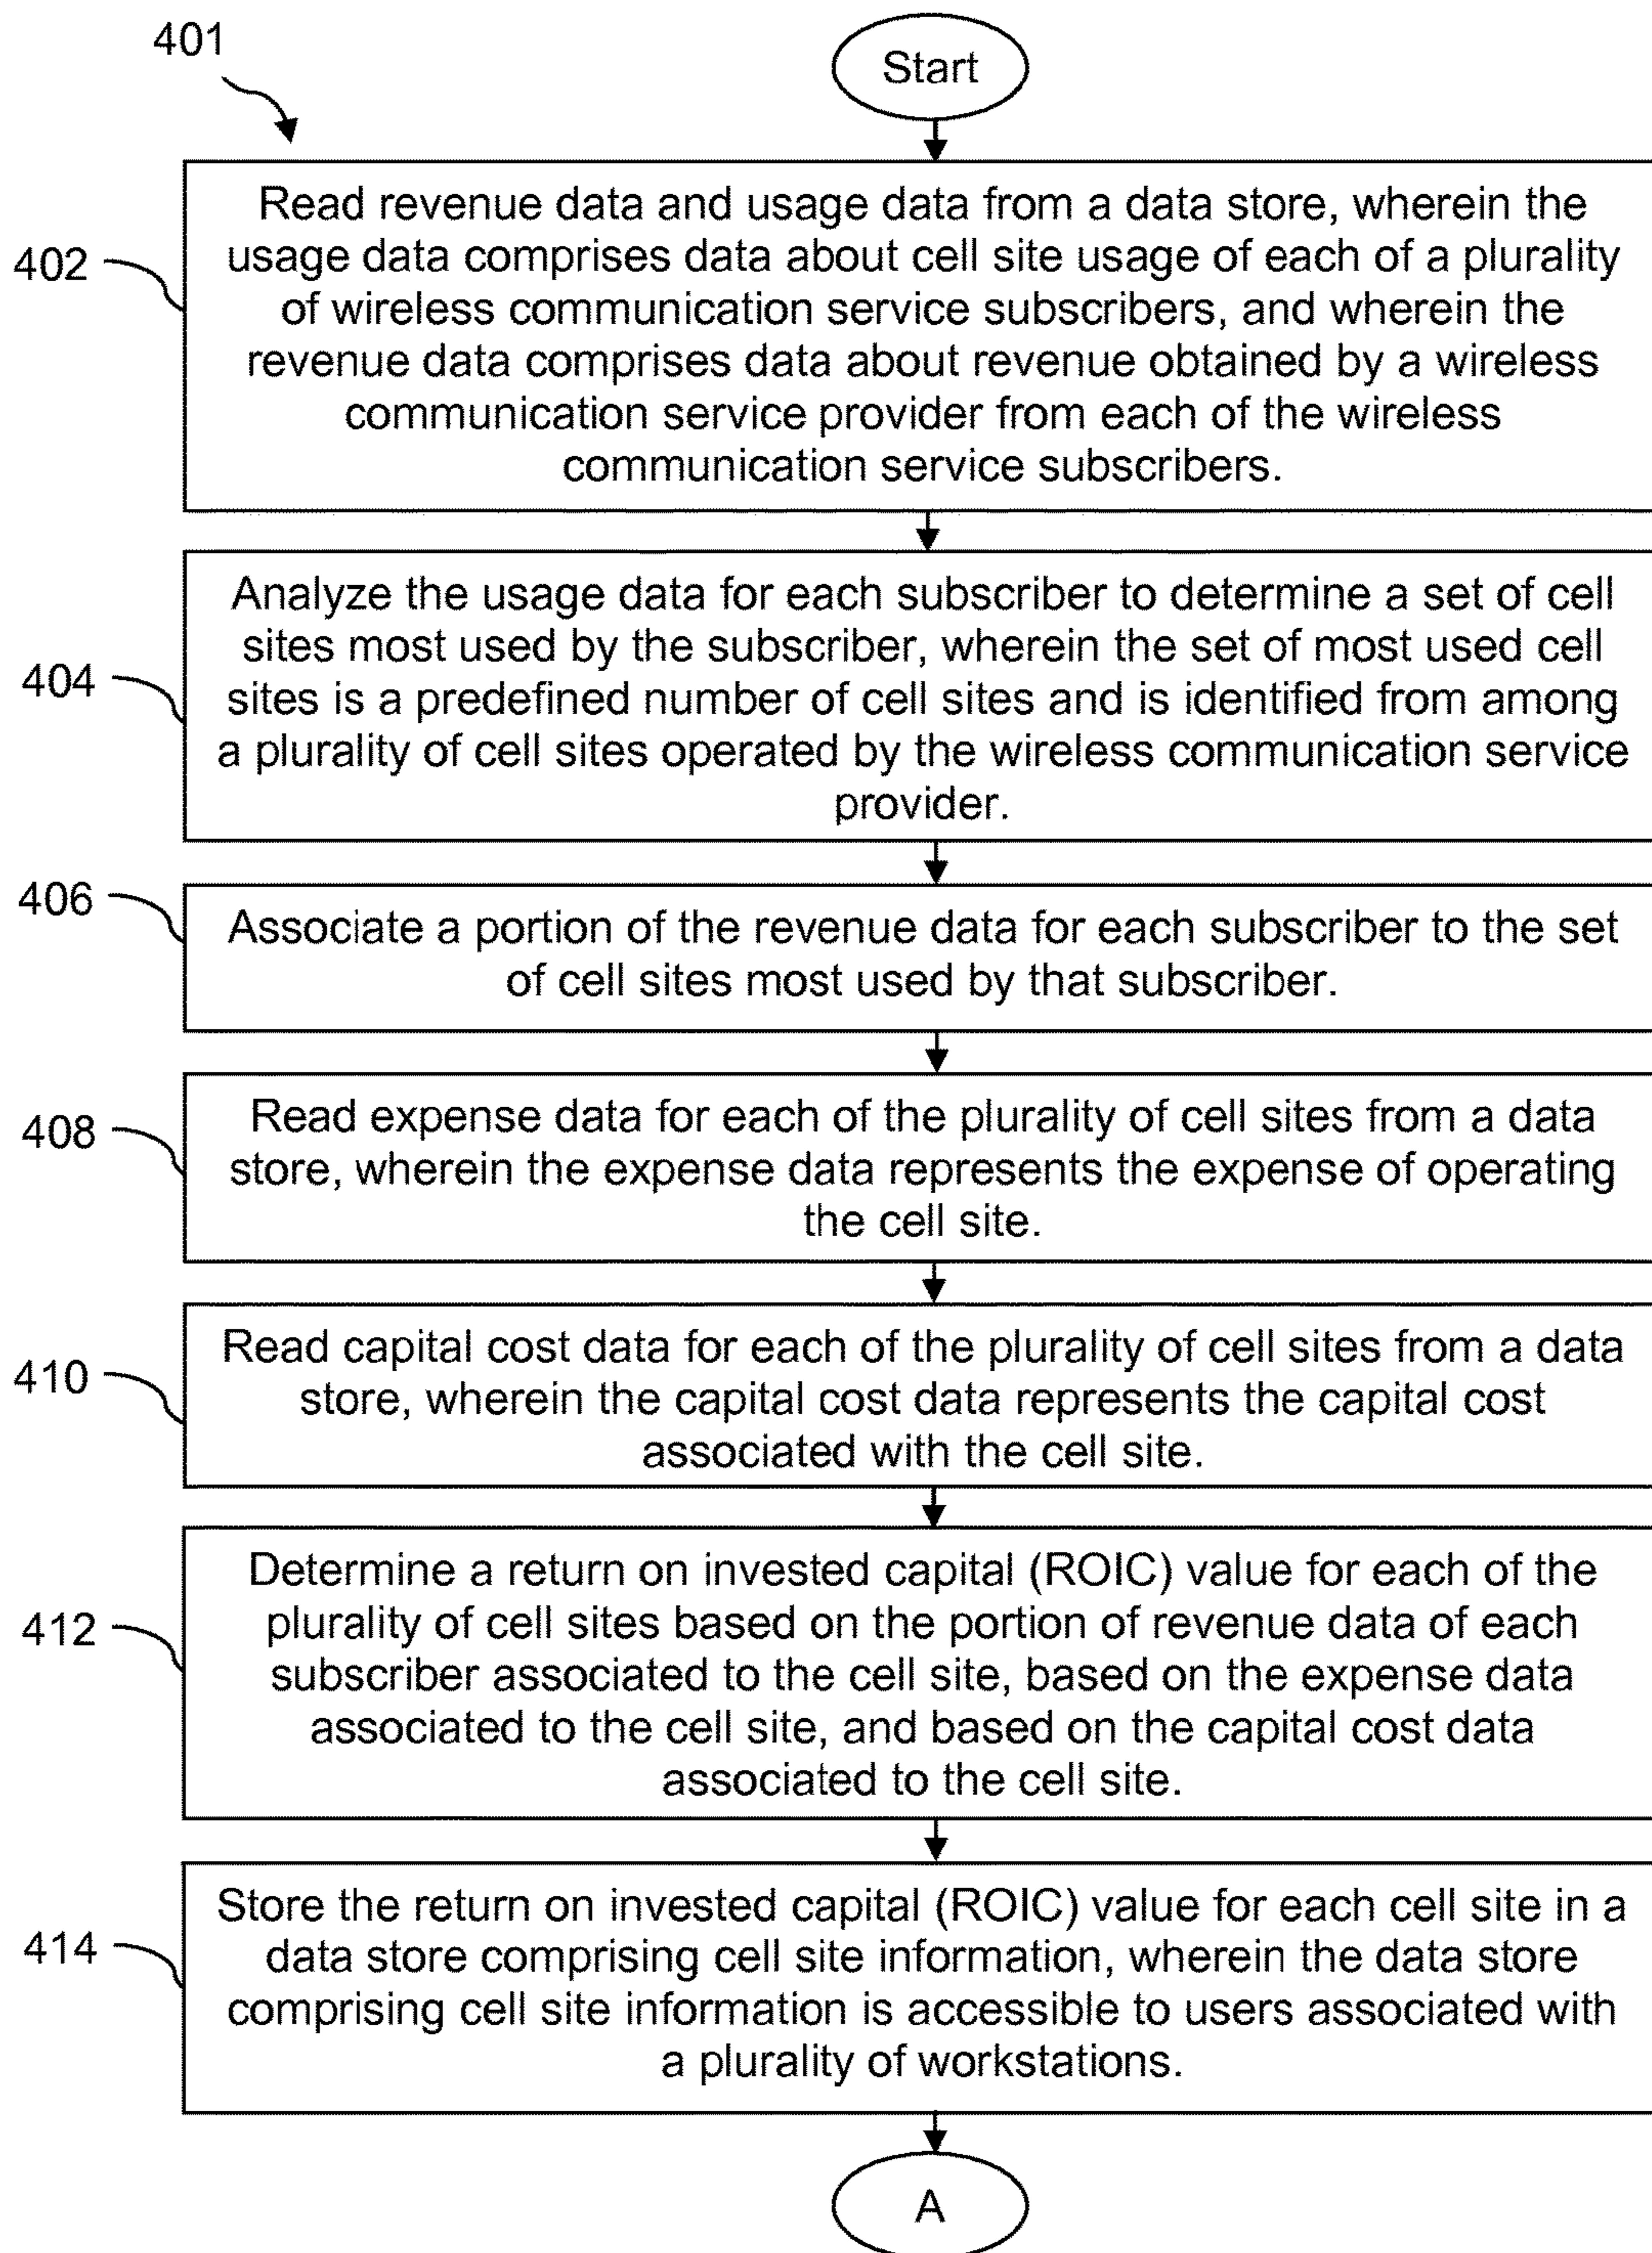 401
Start
402
Read revenue data and usage data from a data store, wherein the
usage data comprises data about cell site usage of each of a plurality
of wireless communication service subscribers, and wherein the
revenue data comprises data about revenue obtained by a wireless
communication service provider from each of the wireless
communication service subscribers.
404
Analyze the usage data for each subscriber to determine a set of cell
sites most used by the subscriber, wherein the set of most used cell
sites is a predefined number of cell sites and is identified from among
a plurality of cell sites operated by the wireless communication service
provider.
406
Associate a portion of the revenue data for each subscriber to the set
of cell sites most used by that subscriber.
408
Read expense data for each of the plurality of cell sites from a data
store, wherein the expense data represents the expense of operating
the cell site.
410
Read capital cost data for each of the plurality of cell sites from a data
store, wherein the capital cost data represents the capital cost
associated with the cell site.
412
Determine a return on invested capital (ROIC) value for each of the
plurality of cell sites based on the portion of revenue data of each
subscriber associated to the cell site, based on the expense data
associated to the cell site, and based on the capital cost data
associated to the cell site.
414
Store the return on invested capital (ROIC) value for each cell site in a
data store comprising cell site information, wherein the data store
comprising cell site information is accessible to users associated with
a plurality of workstations.
A